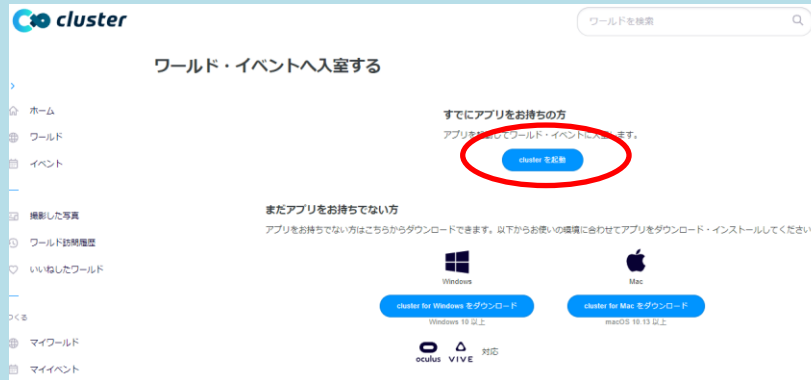 cluster
ワールドを検索
ワールド・イベントへ入室する
ホーム
ワールド
イベント
撮影した写真
ワールド訪問履歴
いいねしたワールド
つくる
マイワールド
マイイベント
すでにアプリをお持ちの方
アプリを起動してワールド・イベントに入室します。
cluster を起動
まだアプリをお持ちでない方
アプリをお持ちでない方はこちらからダウンロードできます。以下からお使いの環境に合わせてアプリをダウンロード・インストールしてください
Windows
Mac
cluster for Windows をダウンロード
cluster for Mac をダウンロード
Windows 10 以上
macOS 10.13 以上
oculus VIVE 対応